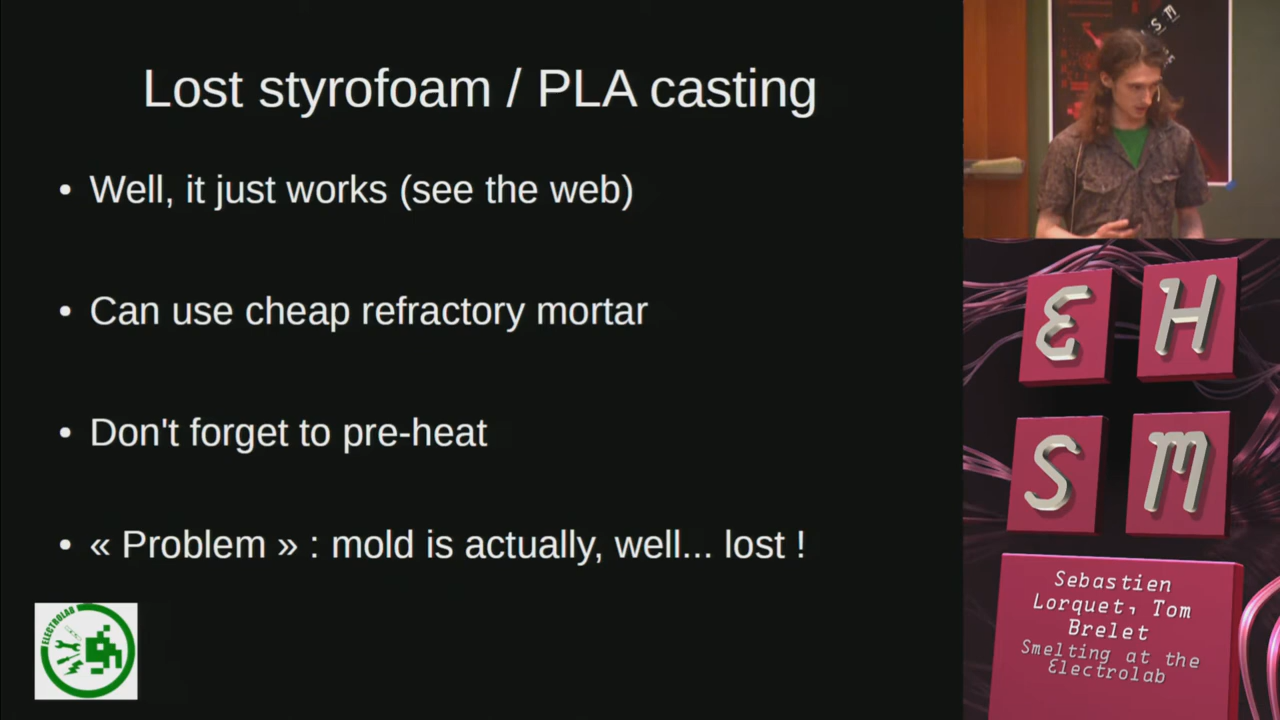 Lost styrofoam / PLA casting
• Well, it just works (see the web)
• Can use cheap refractory mortar
• Don't forget to pre-heat
• « Problem » : mold is actually, well... lost !
ELECTROLAB
S M
E H
S M
Sebastien
Lorquet, Tom
Brelet
Smelting at the
Electrolab